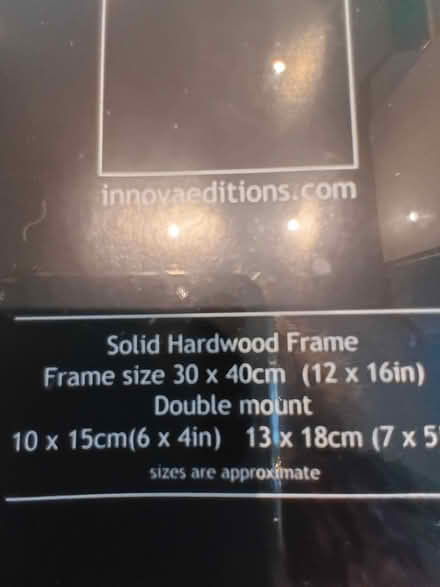 innovaeditions.com
Solid Hardwood Frame
Frame size 30 x 40cm (12 x 16in)
Double mount
10 x 15cm(6 x 4in) 13 x 18cm (7 x 5
sizes are approximate